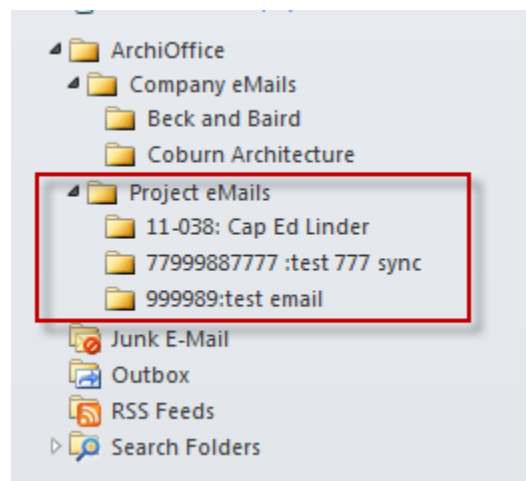 ArchiOffice
Company eMails
Beck and Baird
Coburn Architecture
Project eMails
11-038: Cap Ed Linder
77999887777 :test 777 sync
999989:test email
Junk E-Mail
Outbox
RSS Feeds
Search Folders